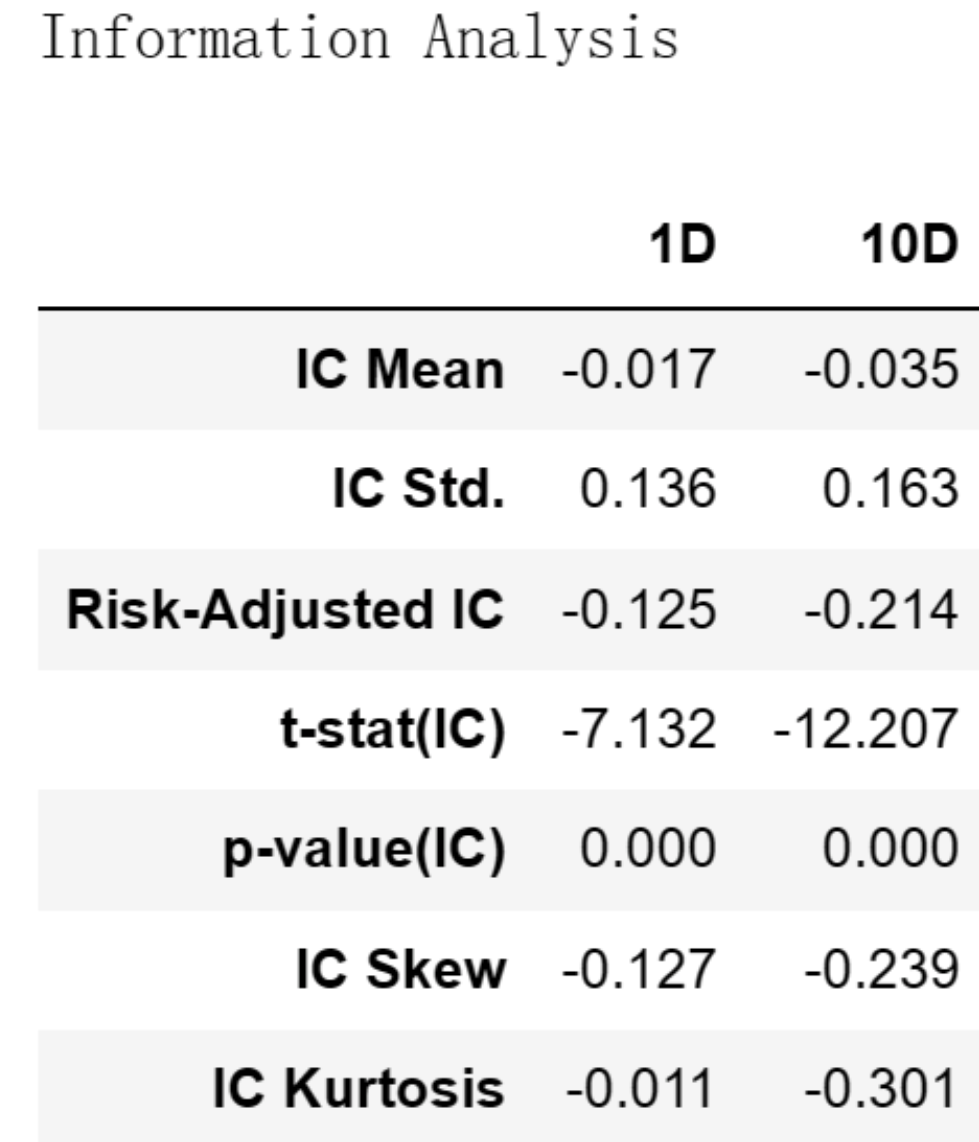 Information Analysis
1D 10D
IC Mean -0.017 -0.035
IC Std. 0.136 0.163
Risk-Adjusted IC -0.125 -0.214
t-stat(IC) -7.132 -12.207
p-value(IC) 0.000 0.000
IC Skew -0.127 -0.239
IC Kurtosis -0.011 -0.301